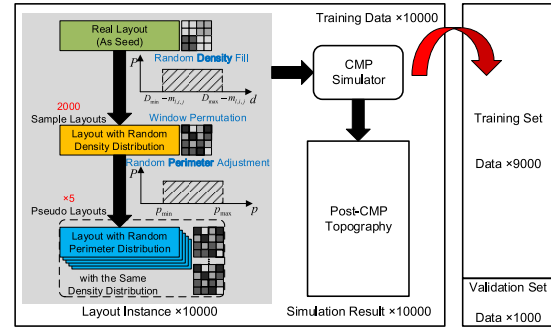 Real Layout
(As Seed)
Training Data ×10000
Random Density Fill
P
D_min − m_{i,j}
D_max − m_{i,j}
d
CMP
Simulator
2000
Sample Layouts
Window Permutation
Layout with Random
Density Distribution
Random Perimeter Adjustment
P
p_min
p_max
p
×5
Pseudo Layouts
Layout with Random
Perimeter Distribution
with the Same
Density Distribution
Layout Instance ×10000
Post-CMP
Topography
Simulation Result ×10000
Training Set
Data ×9000
Validation Set
Data ×1000